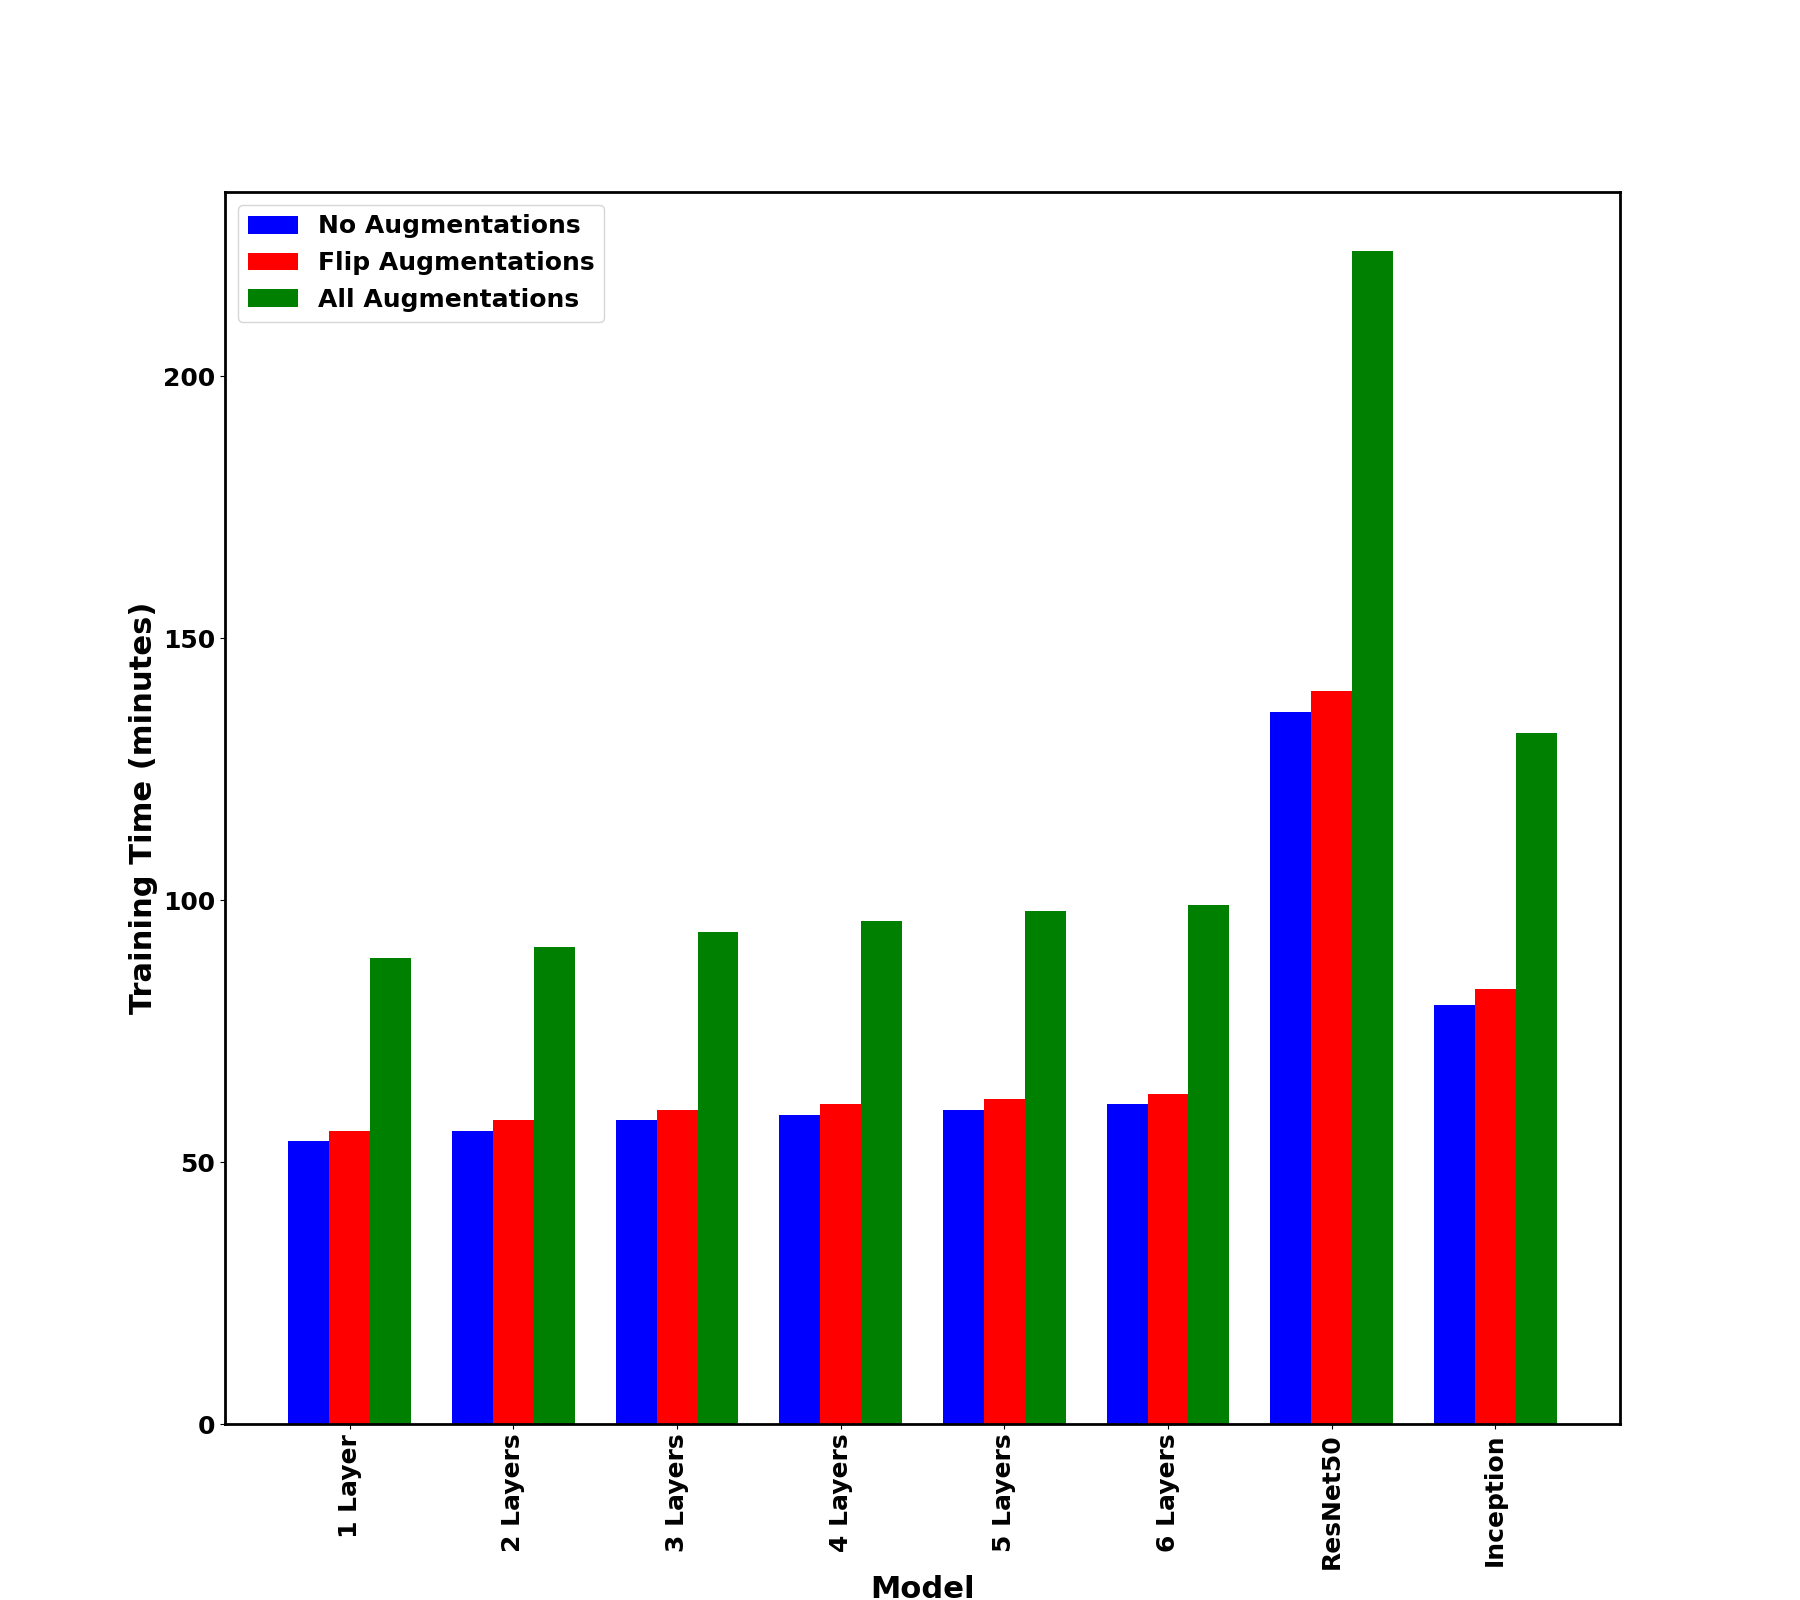 No Augmentations
Flip Augmentations
All Augmentations
Training Time (minutes)
200
150
100
50
0
1 Layer
2 Layers
3 Layers
4 Layers
5 Layers
6 Layers
ResNet50
Inception
Model